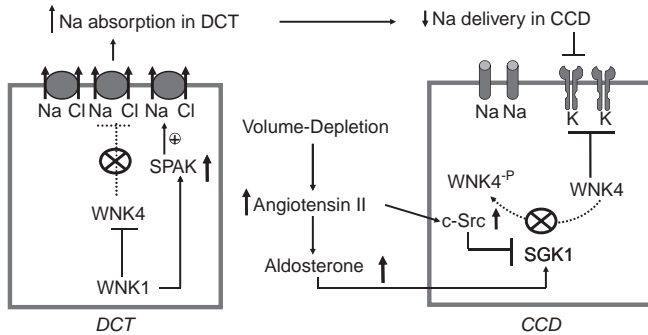 Na absorption in DCT
Na delivery in CCD
Na Cl Na Cl Na Cl
Na Na
K K
Volume-Depletion
SPAK
WNK4-P
WNK4
WNK4
Angiotensin II
c-Src
SGK1
Aldosterone
WNK1
DCT
CCD